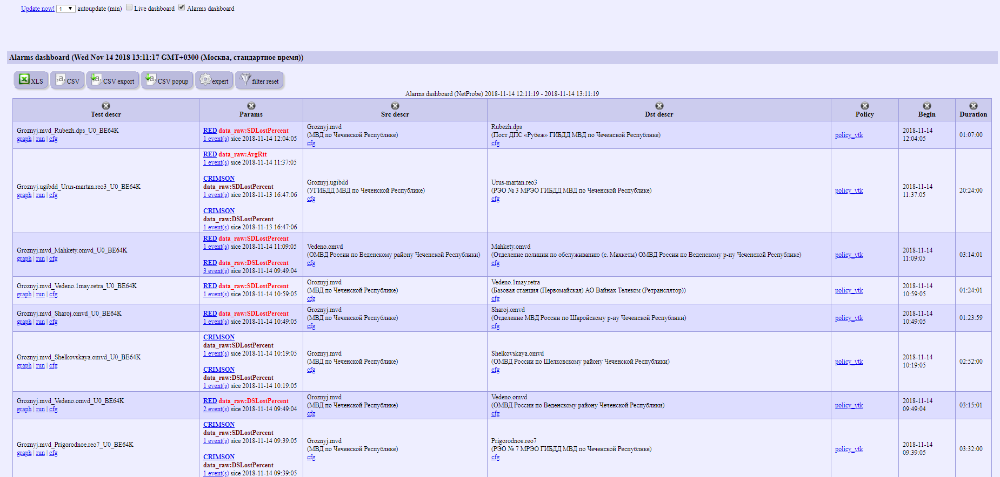 Update now! 1 autoupdate (min) Live dashboard Alarms dashboard
Alarms dashboard (Wed Nov 14 2018 13:11:17 GMT+0300 (Москва, стандартное время))
XLS CSV CSV export CSV popup expert filter reset
Alarms dashboard (NetProbe) 2018-11-14 12:11:19 - 2018-11-14 13:11:19
Test descr Params Src descr Dst descr Policy Begin Duration
Groznyj.mvd_Rubezh.dps_U0_BE64K
graph | run | cfg
RED data_raw:SDLostPercent
1 event(s) sice 2018-11-14 12:04:05
Groznyj.mvd
(МВД по Чеченской Республике)
cfg
Rubezh.dps
(Пост ДПС «Рубеж» ГИБДД МВД по Чеченской Республике)
cfg
policy_vtk
2018-11-14
12:04:05
01:07:00
Groznyj.ugibdd_Urus-martan.reo3_U0_BE64K
graph | run | cfg
RED data_raw:AvgRtt
1 event(s) sice 2018-11-14 11:37:05
CRIMSON
data_raw:SDLostPercent
1 event(s) sice 2018-11-13 16:47:06
CRIMSON
data_raw:DSLostPercent
1 event(s) sice 2018-11-13 16:47:06
Groznyj.ugibdd
(УГИБДД МВД по Чеченской Республике)
cfg
Urus-martan.reo3
(РЭО № 3 МРЭО ГИБДД МВД по Чеченской Республике)
cfg
policy_vtk
2018-11-14
11:37:05
20:24:00
Groznyj.mvd_Mahkety.omvd_U0_BE64K
graph | run | cfg
RED data_raw:SDLostPercent
1 event(s) sice 2018-11-14 11:09:05
RED data_raw:DSLostPercent
3 event(s) sice 2018-11-14 09:49:04
Vedeno.omvd
(ОМВД России по Веденскому району Чеченской Республики)
cfg
Mahkety.omvd
(Отделение полиции по обслуживанию (с. Махкеты) ОМВД России по Веденскому р-ну Чеченской Республике)
cfg
policy_vtk
2018-11-14
11:09:05
03:14:01
Groznyj.mvd_Vedeno.1may.retra_U0_BE64K
graph | run | cfg
RED data_raw:SDLostPercent
1 event(s) sice 2018-11-14 10:59:05
Groznyj.mvd
(МВД по Чеченской Республике)
cfg
Vedeno.1may.retra
(Базовая станция (Первомайская) АО Вайнах Телеком (Ретранслятор))
cfg
policy_vtk
2018-11-14
10:59:05
01:24:01
Groznyj.mvd_Sharoj.omvd_U0_BE64K
graph | run | cfg
RED data_raw:SDLostPercent
1 event(s) sice 2018-11-14 10:49:05
Groznyj.mvd
(МВД по Чеченской Республике)
cfg
Sharoj.omvd
(Отделение МВД России по Шаройскому р-ну Чеченской Республики)
cfg
policy_vtk
2018-11-14
10:49:05
01:23:59
Groznyj.mvd_Shelkovskaya.omvd_U0_BE64K
graph | run | cfg
CRIMSON
data_raw:SDLostPercent
1 event(s) sice 2018-11-14 10:19:05
CRIMSON
data_raw:DSLostPercent
1 event(s) sice 2018-11-14 10:19:05
Groznyj.mvd
(МВД по Чеченской Республике)
cfg
Shelkovskaya.omvd
(ОМВД России по Шелковскому району Чеченской Республики)
cfg
policy_vtk
2018-11-14
10:19:05
02:52:00
Groznyj.mvd_Vedeno.omvd_U0_BE64K
graph | run | cfg
RED data_raw:DSLostPercent
2 event(s) sice 2018-11-14 09:49:04
Groznyj.mvd
(МВД по Чеченской Республике)
cfg
Vedeno.omvd
(ОМВД России по Веденскому району Чеченской Республики)
cfg
policy_vtk
2018-11-14
09:49:04
03:15:01
Groznyj.mvd_Prigorodnoe.reo7_U0_BE64K
graph | run | cfg
CRIMSON
data_raw:SDLostPercent
1 event(s) sice 2018-11-14 09:39:05
CRIMSON
data_raw:DSLostPercent
1 event(s) sice 2018-11-14 09:39:05
Groznyj.mvd
(МВД по Чеченской Республике)
cfg
Prigorodnoe.reo7
(РЭО № 7 МРЭО ГИБДД МВД по Чеченской Республике)
cfg
policy_vtk
2018-11-14
09:39:05
03:32:00